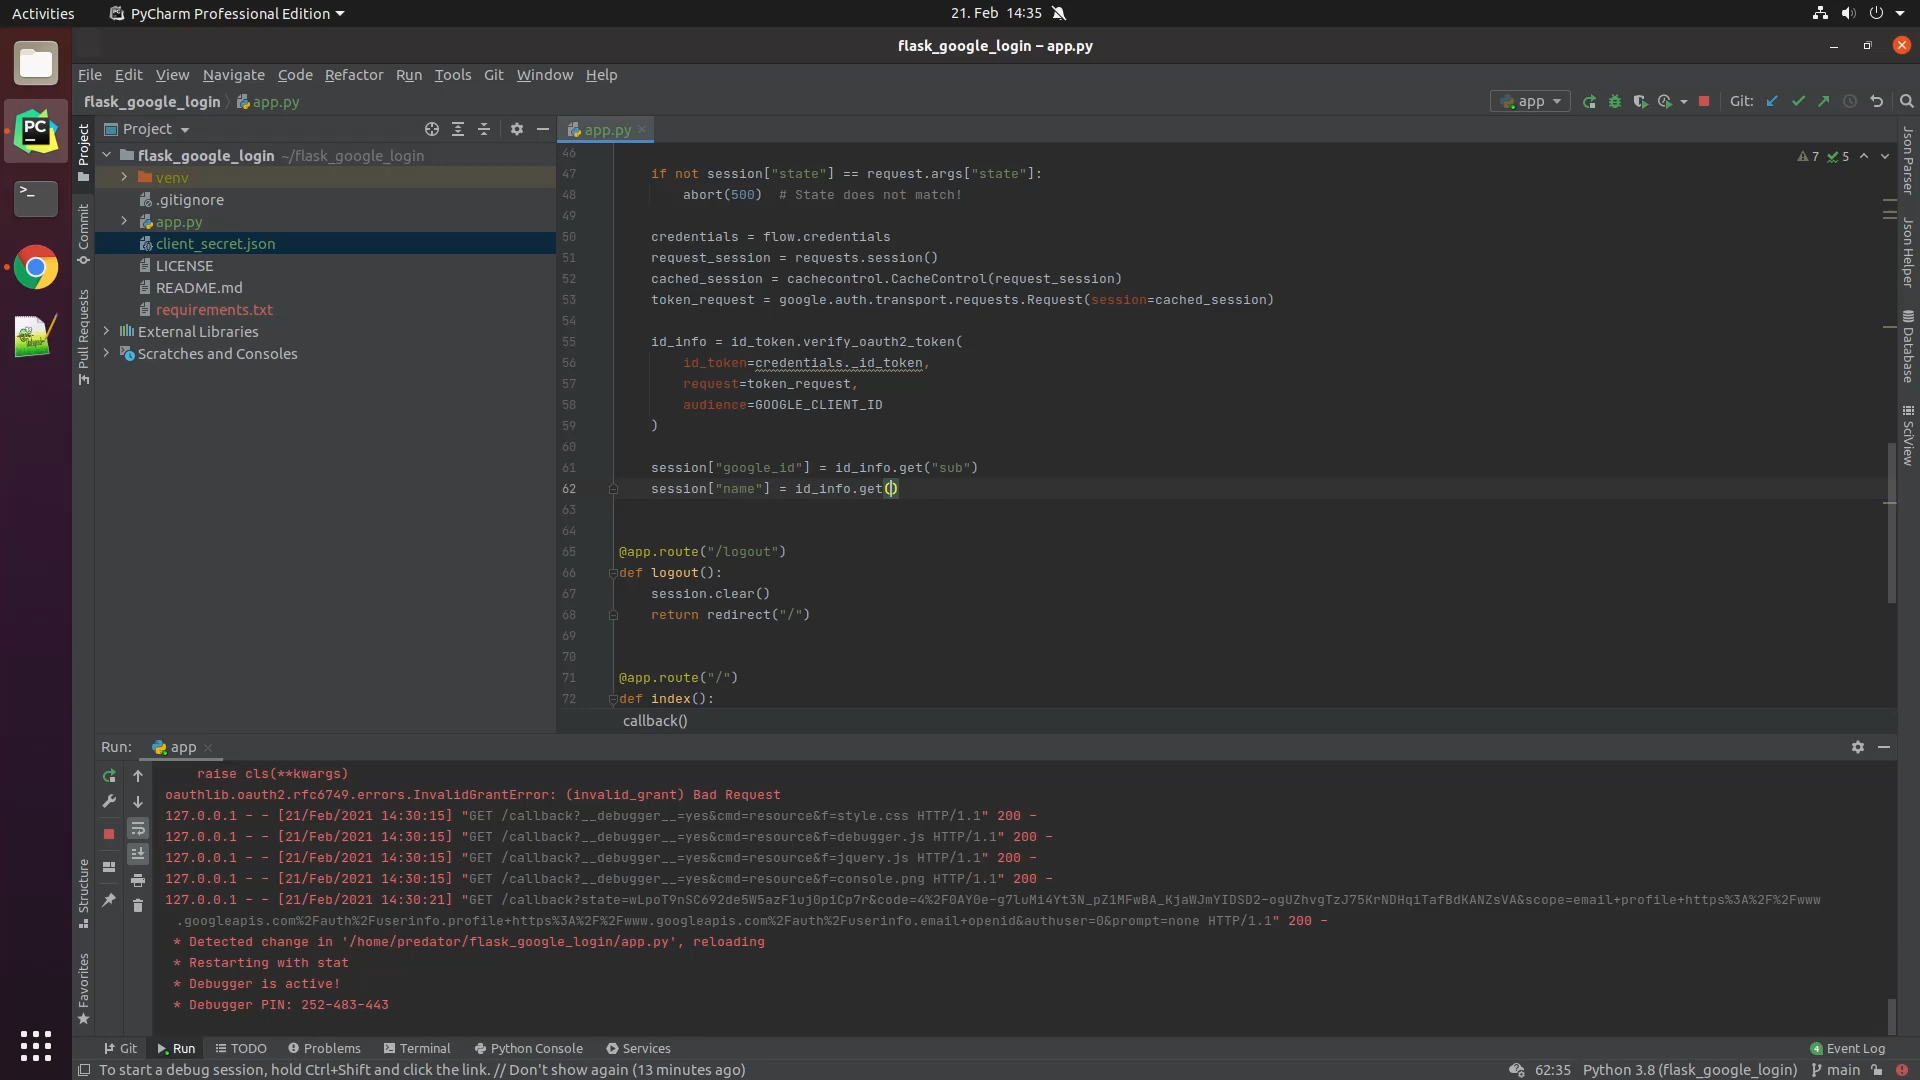 Activities
PyCharm Professional Edition
21. Feb 14:35
flask_google_login – app.py
File Edit View Navigate Code Refactor Run Tools Git Window Help
flask_google_login app.py
app
Git:
Project
app.py
flask_google_login ~/flask_google_login
venv
.gitignore
app.py
client_secret.json
LICENSE
README.md
requirements.txt
External Libraries
Scratches and Consoles
Project
Commit
Pull Requests
Structure
Favorites
7 5
46
47 if not session["state"] == request.args["state"]:
48 abort(500) # State does not match!
49
50 credentials = flow.credentials
51 request_session = requests.session()
52 cached_session = cachecontrol.CacheControl(request_session)
53 token_request = google.auth.transport.requests.Request(session=cached_session)
54
55 id_info = id_token.verify_oauth2_token(
56 id_token=credentials._id_token,
57 request=token_request,
58 audience=GOOGLE_CLIENT_ID
59 )
60
61 session["google_id"] = id_info.get("sub")
62 session["name"] = id_info.get()
63
64
65 @app.route("/logout")
66 def logout():
67 session.clear()
68 return redirect("/")
69
70
71 @app.route("/")
72 def index():
callback()
Json Parser
Json Helper
Database
SciView
Run: app
raise cls(**kwargs)
oauthlib.oauth2.rfc6749.errors.InvalidGrantError: (invalid_grant) Bad Request
127.0.0.1 - - [21/Feb/2021 14:30:15] "GET /callback?__debugger__=yes&cmd=resource&f=style.css HTTP/1.1" 200 -
127.0.0.1 - - [21/Feb/2021 14:30:15] "GET /callback?__debugger__=yes&cmd=resource&f=debugger.js HTTP/1.1" 200 -
127.0.0.1 - - [21/Feb/2021 14:30:15] "GET /callback?__debugger__=yes&cmd=resource&f=jquery.js HTTP/1.1" 200 -
127.0.0.1 - - [21/Feb/2021 14:30:15] "GET /callback?__debugger__=yes&cmd=resource&f=console.png HTTP/1.1" 200 -
127.0.0.1 - - [21/Feb/2021 14:30:21] "GET /callback?state=wLpoT9nSC692de5W5azF1uj0piCp7r&code=4%2F0AY0e-g7luMi4Yt3N_pZ1MFwBA_KjaWJmYIDSD2-ogUZhvgTzJ75KrNDHqiTafBdKANZsVA&scope=email+profile+https%3A%2F%2Fwww
.googleapis.com%2Fauth%2Fuserinfo.profile+https%3A%2F%2Fwww.googleapis.com%2Fauth%2Fuserinfo.email+openid&authuser=0&prompt=none HTTP/1.1" 200 -
* Detected change in '/home/predator/flask_google_login/app.py', reloading
* Restarting with stat
* Debugger is active!
* Debugger PIN: 252-483-443
Git Run TODO Problems Terminal Python Console Services
4 Event Log
To start a debug session, hold Ctrl+Shift and click the link. // Don't show again (13 minutes ago)
62:35 Python 3.8 (flask_google_login) main